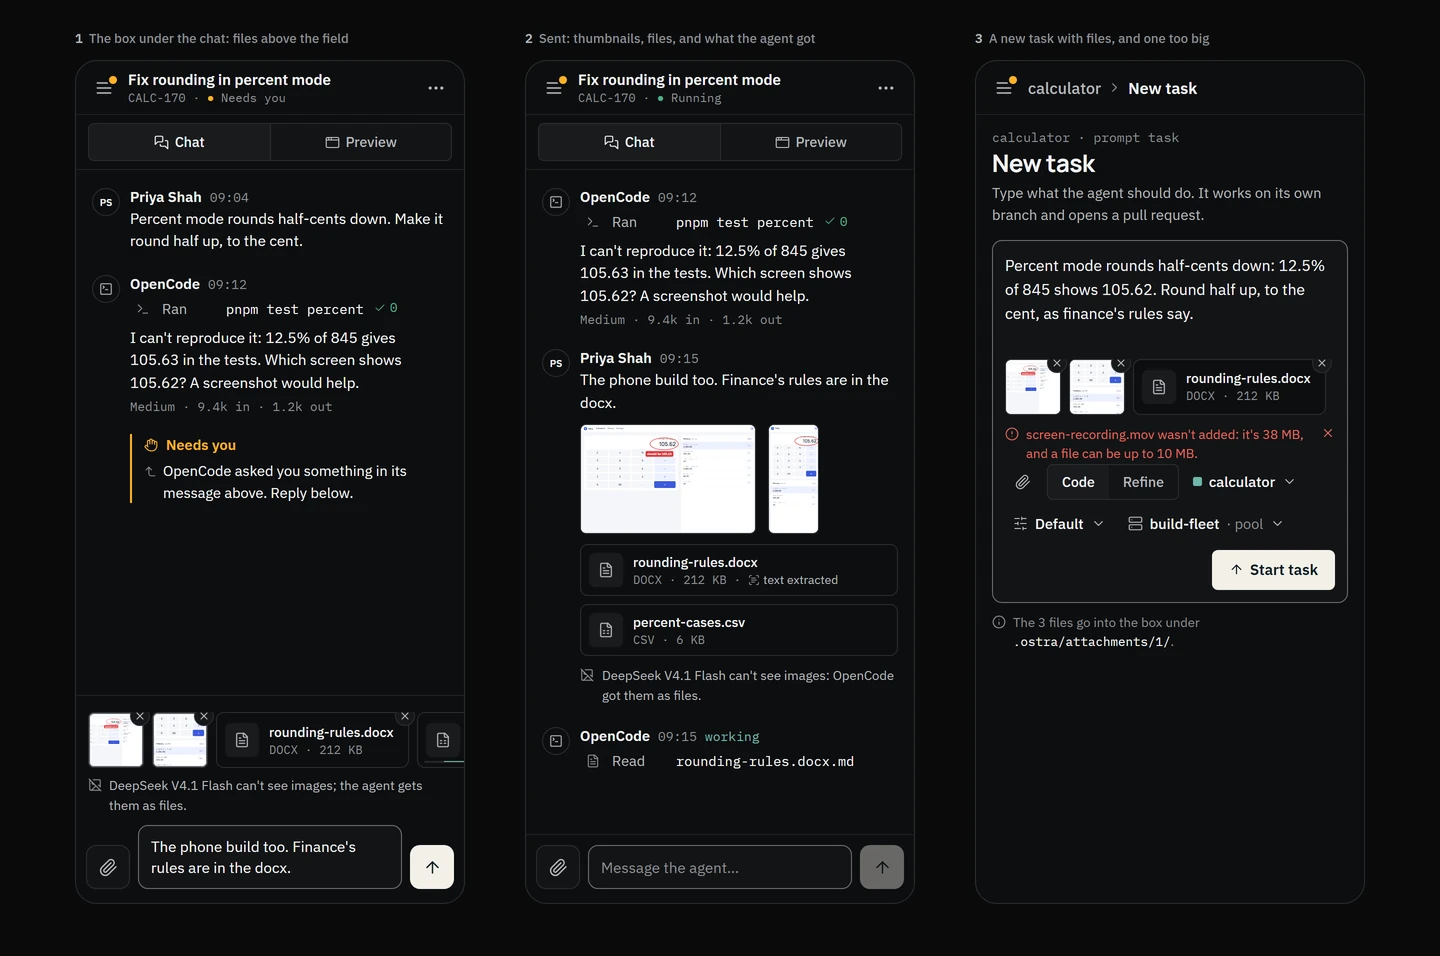 1 The box under the chat: files above the field
Fix rounding in percent mode
CALC-170 · Needs you
Chat
Preview
PS
Priya Shah 09:04
Percent mode rounds half-cents down. Make it
round half up, to the cent.
OpenCode 09:12
Ran pnpm test percent 0
I can't reproduce it: 12.5% of 845 gives
105.63 in the tests. Which screen shows
105.62? A screenshot would help.
Medium · 9.4k in · 1.2k out
Needs you
OpenCode asked you something in its
message above. Reply below.
rounding-rules.docx
DOCX · 212 KB
DeepSeek V4.1 Flash can't see images; the agent gets
them as files.
The phone build too. Finance's
rules are in the docx.
2 Sent: thumbnails, files, and what the agent got
Fix rounding in percent mode
CALC-170 · Running
Chat
Preview
OpenCode 09:12
Ran pnpm test percent 0
I can't reproduce it: 12.5% of 845 gives
105.63 in the tests. Which screen shows
105.62? A screenshot would help.
Medium · 9.4k in · 1.2k out
PS
Priya Shah 09:15
The phone build too. Finance's rules are in the
docx.
105.62
105.62
rounding-rules.docx
DOCX · 212 KB · text extracted
percent-cases.csv
CSV · 6 KB
DeepSeek V4.1 Flash can't see images: OpenCode
got them as files.
OpenCode 09:15 working
Read rounding-rules.docx.md
Message the agent...
3 A new task with files, and one too big
calculator > New task
calculator · prompt task
New task
Type what the agent should do. It works on its own
branch and opens a pull request.
Percent mode rounds half-cents down: 12.5%
of 845 shows 105.62. Round half up, to the
cent, as finance's rules say.
rounding-rules.docx
DOCX · 212 KB
screen-recording.mov wasn't added: it's 38 MB,
and a file can be up to 10 MB.
Code
Refine
calculator
Default
build-fleet · pool
Start task
The 3 files go into the box under
.ostra/attachments/1/.